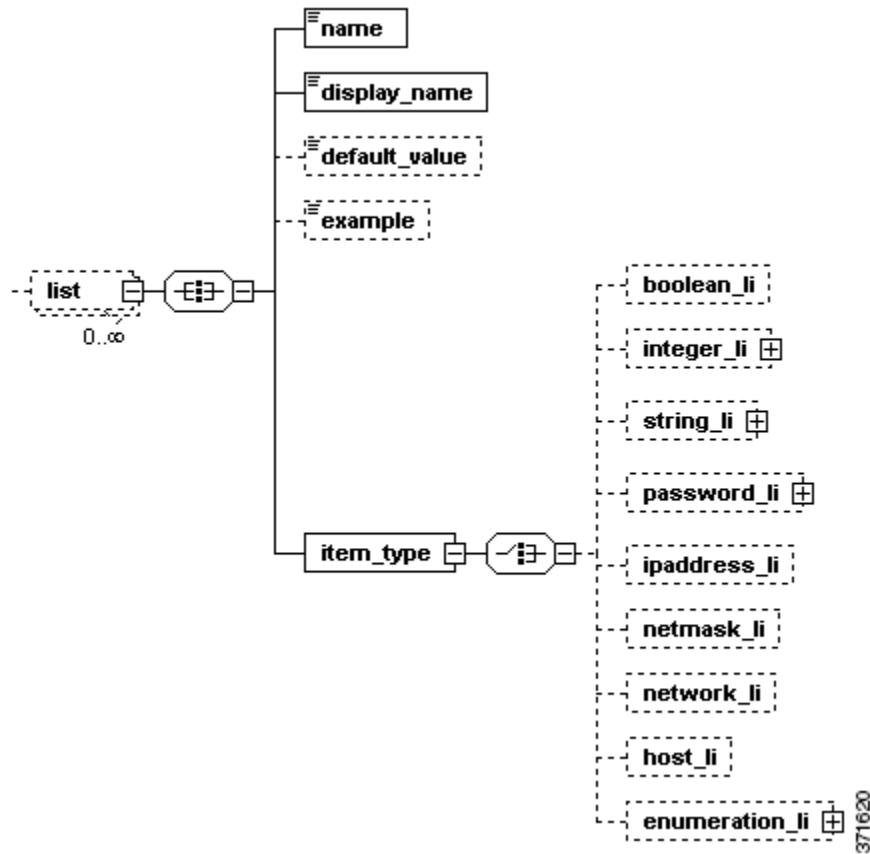 name
display_name
default_value
example
list
0..∞
boolean_li
integer_li
string_li
password_li
item_type
ipaddress_li
netmask_li
network_li
host_li
enumeration_li
371620